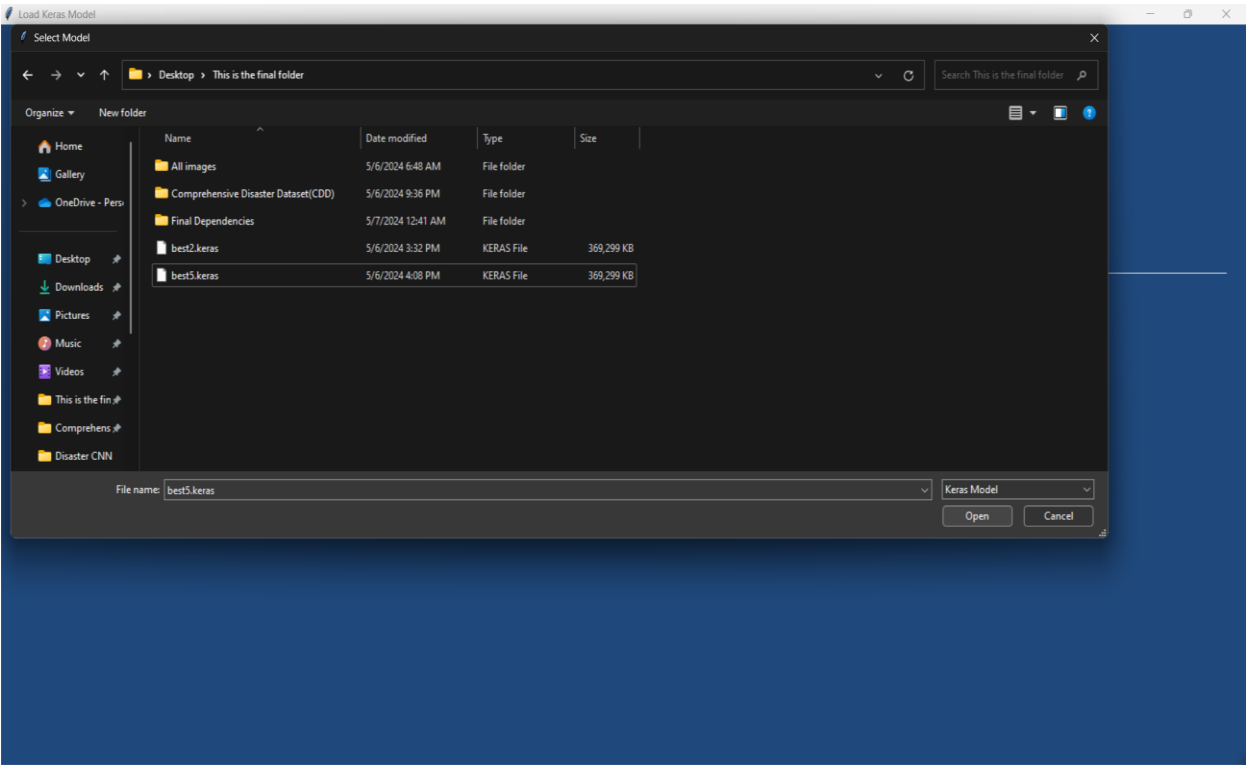 Load Keras Model
Select Model
Desktop > This is the final folder
Search This is the final folder
Organize New folder
Name Date modified Type Size
Home
Gallery
OneDrive - Pers
Desktop
Downloads
Pictures
Music
Videos
This is the fin
Comprehens
Disaster CNN
All images 5/6/2024 6:48 AM File folder
Comprehensive Disaster Dataset(CDD) 5/6/2024 9:36 PM File folder
Final Dependencies 5/7/2024 12:41 AM File folder
best2.keras 5/6/2024 3:32 PM KERAS File 369,299 KB
best5.keras 5/6/2024 4:08 PM KERAS File 369,299 KB
File name: best5.keras Keras Model
Open Cancel